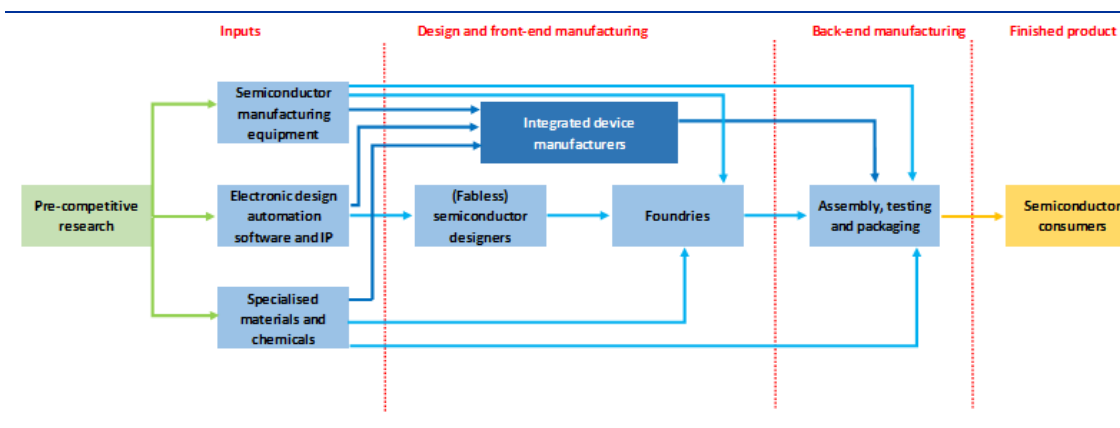 Inputs
Design and front-end manufacturing
Back-end manufacturing
Finished product
Semiconductor
manufacturing
equipment
Integrated device
manufacturers
Pre-competitive
research
Electronic design
automation
software and IP
(Fabless)
semiconductor
designers
Foundries
Assembly, testing
and packaging
Semiconductor
consumers
Specialised
materials and
chemicals